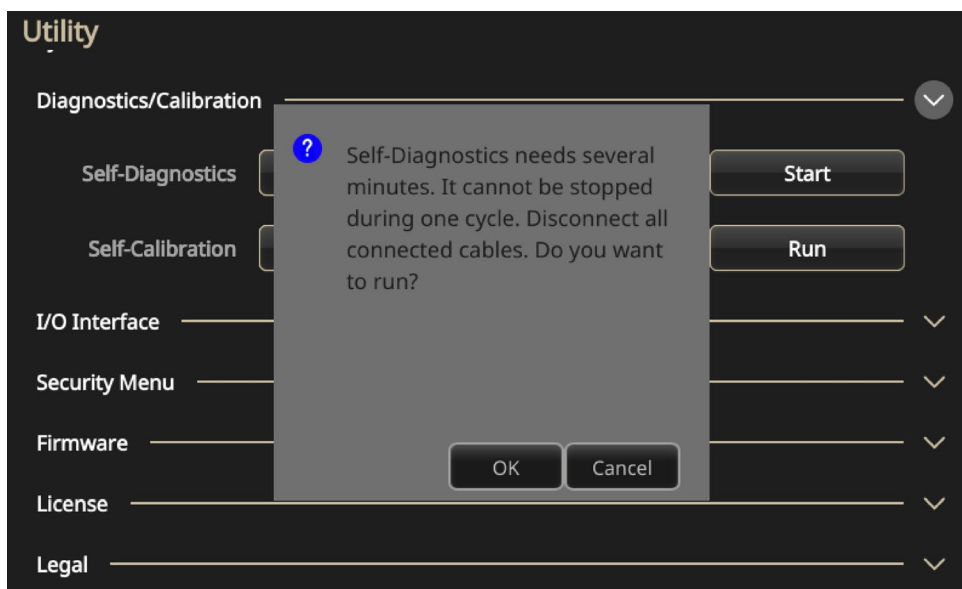 Utility
Diagnostics/Calibration
Self-Diagnostics
Start
Self-Calibration
Run
I/O Interface
Security Menu
Firmware
License
Legal
?
Self-Diagnostics needs several
minutes. It cannot be stopped
during one cycle. Disconnect all
connected cables. Do you want
to run?
OK
Cancel